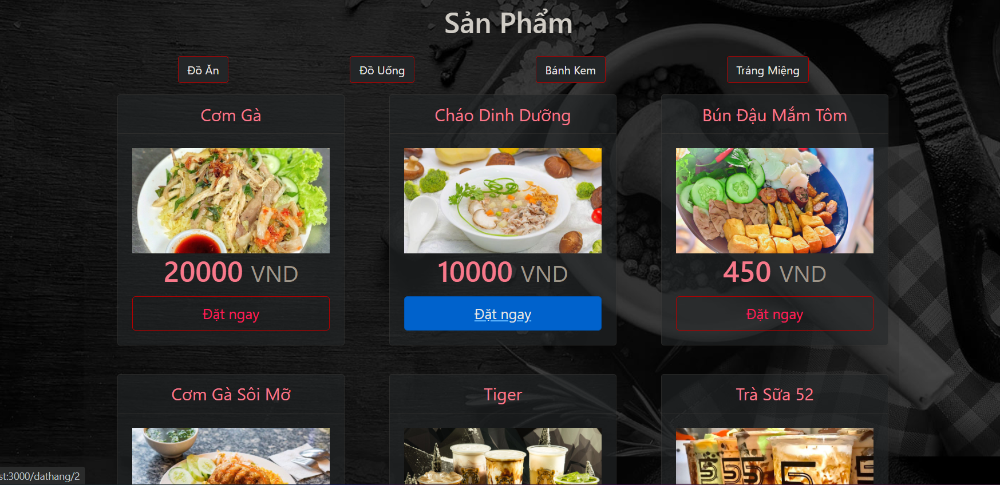 Sản Phẩm
Đồ Ăn
Đồ Uống
Bánh Kem
Tráng Miệng
Cơm Gà
Cháo Dinh Dưỡng
Bún Đậu Mắm Tôm
20000 VND
10000 VND
450 VND
Đặt ngay
Đặt ngay
Đặt ngay
Cơm Gà Sôi Mỡ
Tiger
Trà Sữa 52
st:3000/dathang/2